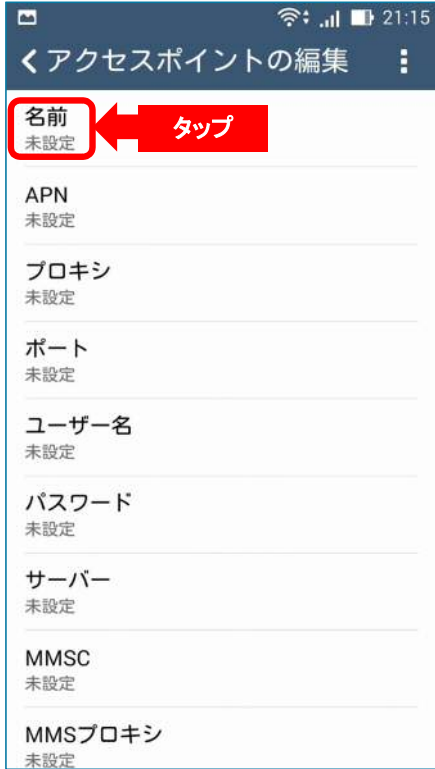 21:15
アクセスポイントの編集
名前
未設定
タップ
APN
未設定
プロキシ
未設定
ポート
未設定
ユーザー名
未設定
パスワード
未設定
サーバー
未設定
MMSC
未設定
MMSプロキシ
未設定